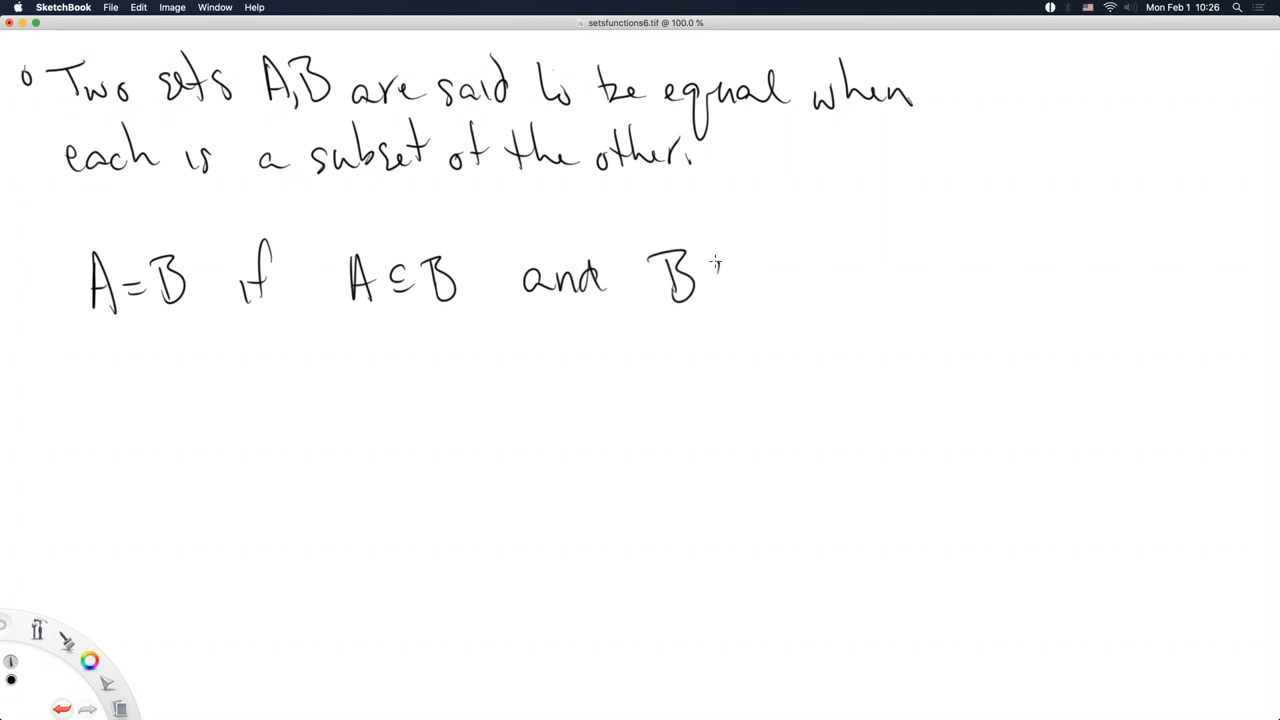 SketchBook File Edit Image Window Help Mon Feb 1 10:26
setsfunctions6.tif @ 100.0 %
Two sets A,B are said to be equal when
each is a subset of the other.
A=B if A⊆B and B